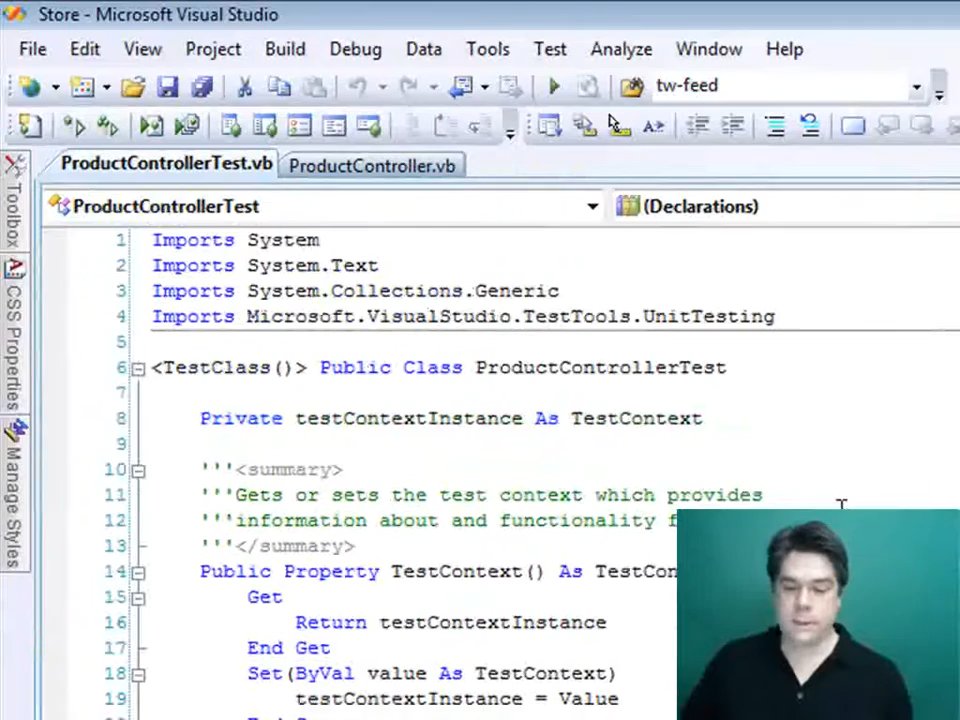 Store - Microsoft Visual Studio
File Edit View Project Build Debug Data Tools Test Analyze Window Help
tw-feed
ProductControllerTest.vb ProductController.vb
ProductControllerTest (Declarations)
Toolbox
CSS Properties
Manage Styles
1 Imports System
2 Imports System.Text
3 Imports System.Collections.Generic
4 Imports Microsoft.VisualStudio.TestTools.UnitTesting
5
6 <TestClass()> Public Class ProductControllerTest
7
8 Private testContextInstance As TestContext
9
10 '''<summary>
11 '''Gets or sets the test context which provides
12 '''information about and functionality f
13 '''</summary>
14 Public Property TestContext() As TestCon
15 Get
16 Return testContextInstance
17 End Get
18 Set(ByVal value As TestContext)
19 testContextInstance = Value